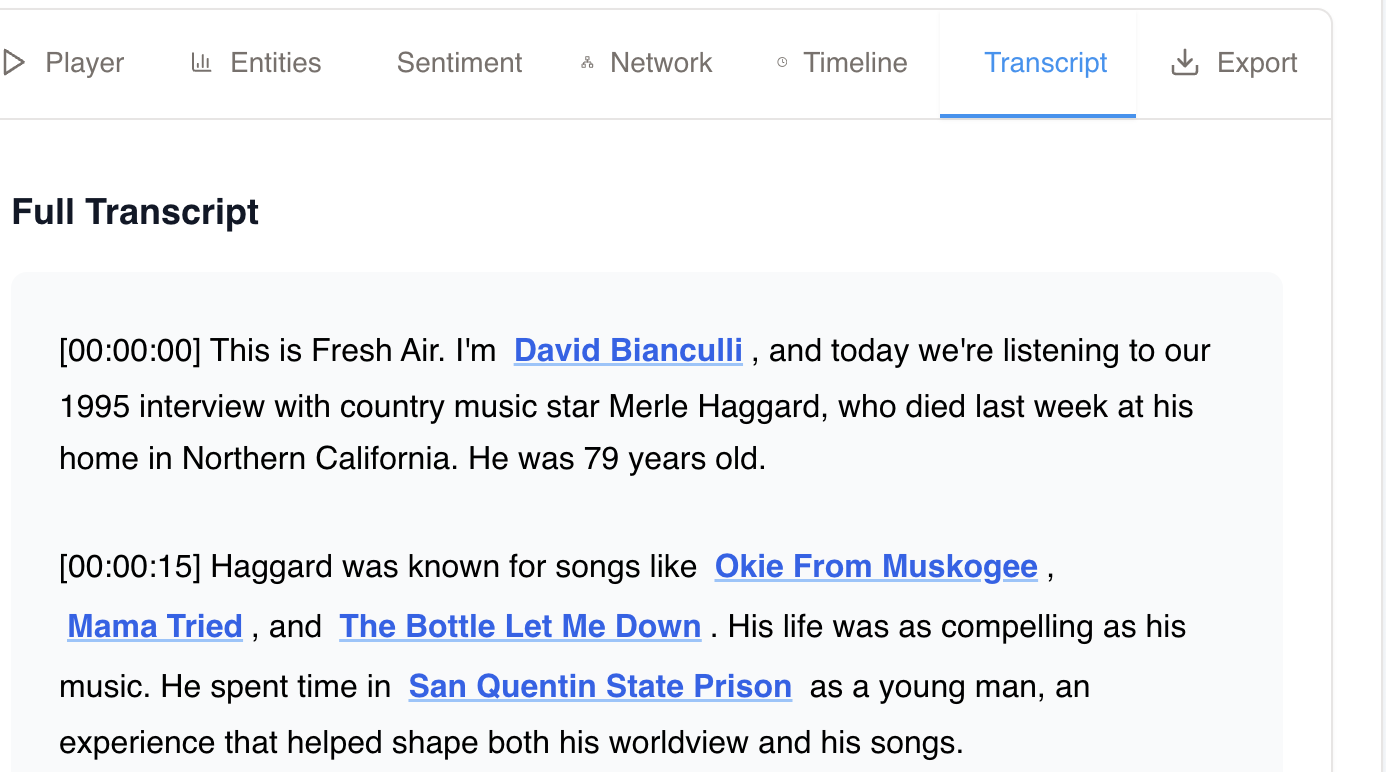 Player Entities Sentiment Network Timeline Transcript Export
Full Transcript
[00:00:00] This is Fresh Air. I'm David Bianculli , and today we're listening to our
1995 interview with country music star Merle Haggard, who died last week at his
home in Northern California. He was 79 years old.
[00:00:15] Haggard was known for songs like Okie From Muskogee ,
Mama Tried , and The Bottle Let Me Down . His life was as compelling as his
music. He spent time in San Quentin State Prison as a young man, an
experience that helped shape both his worldview and his songs.